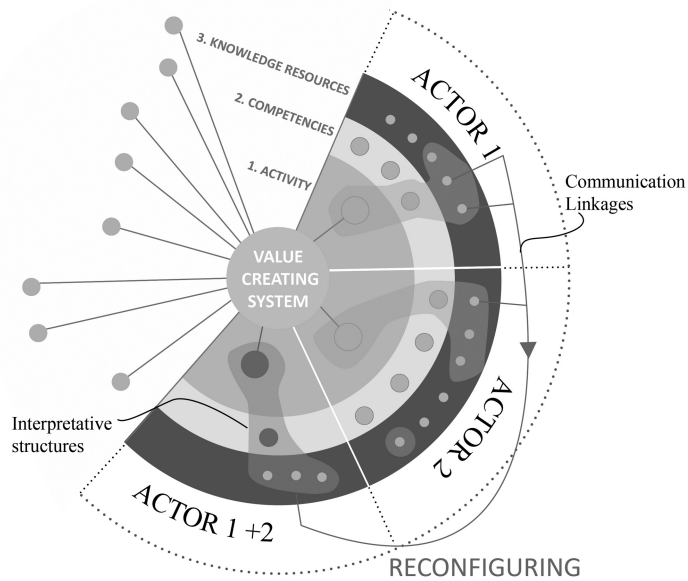 3. KNOWLEDGE RESOURCES
2. COMPETENCIES
1. ACTIVITY
ACTOR 1
Communication
Linkages
VALUE
CREATING
SYSTEM
Interpretative
structures
ACTOR 2
ACTOR 1 +2
RECONFIGURING